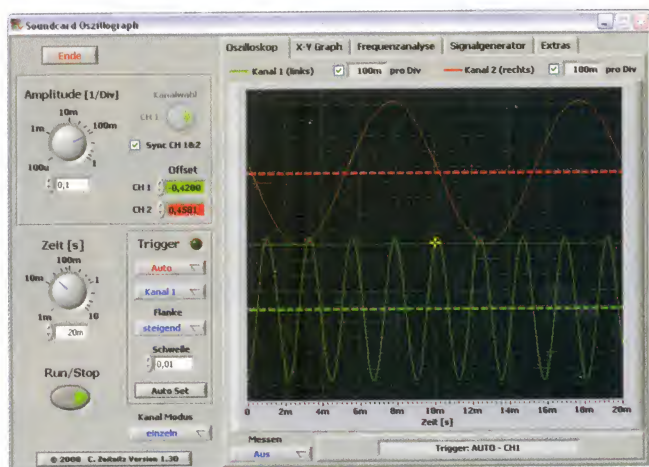 Soundcard Oszillograph
Ende
Amplitude [1/Div]
10m
1m
100m
100u
1
0,1
Kanalwahl
CH 1
Sync CH 1&2
Offset
CH 1 -0,4200
CH 2 0,4501
Zeit [s]
100m
10m
1
1m
10
20m
Run/Stop
Trigger
Auto
Kanal 1
Flanke
steigend
Schwelle
0,01
Auto Set
Kanal Modus
einzeln
© 2008 C. Zeitnitz Version 1.30
Oszilloskop X-Y Graph Frequenzanalyse Signalgenerator Extras
Kanal 1 (links) 100m pro Div Kanal 2 (rechts) 100m pro Div
0 2m 4m 6m 8m 10m 12m 14m 16m 18m 20m
Zeit [s]
Messen
Aus
Trigger: AUTO - CH1